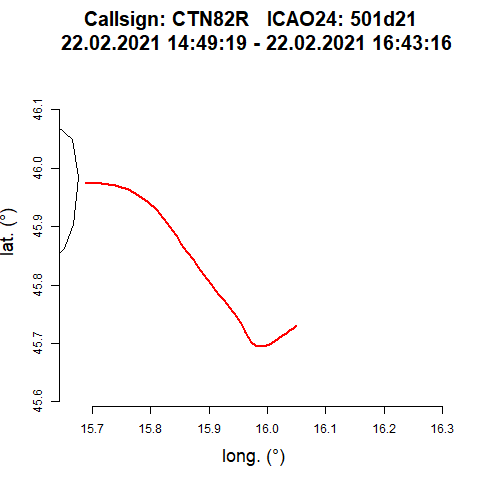 Callsign: CTN82R   ICAO24: 501d21
22.02.2021 14:49:19 - 22.02.2021 16:43:16
lat. (°)
46.1
46.0
45.9
45.8
45.7
45.6
15.7 15.8 15.9 16.0 16.1 16.2 16.3
long. (°)